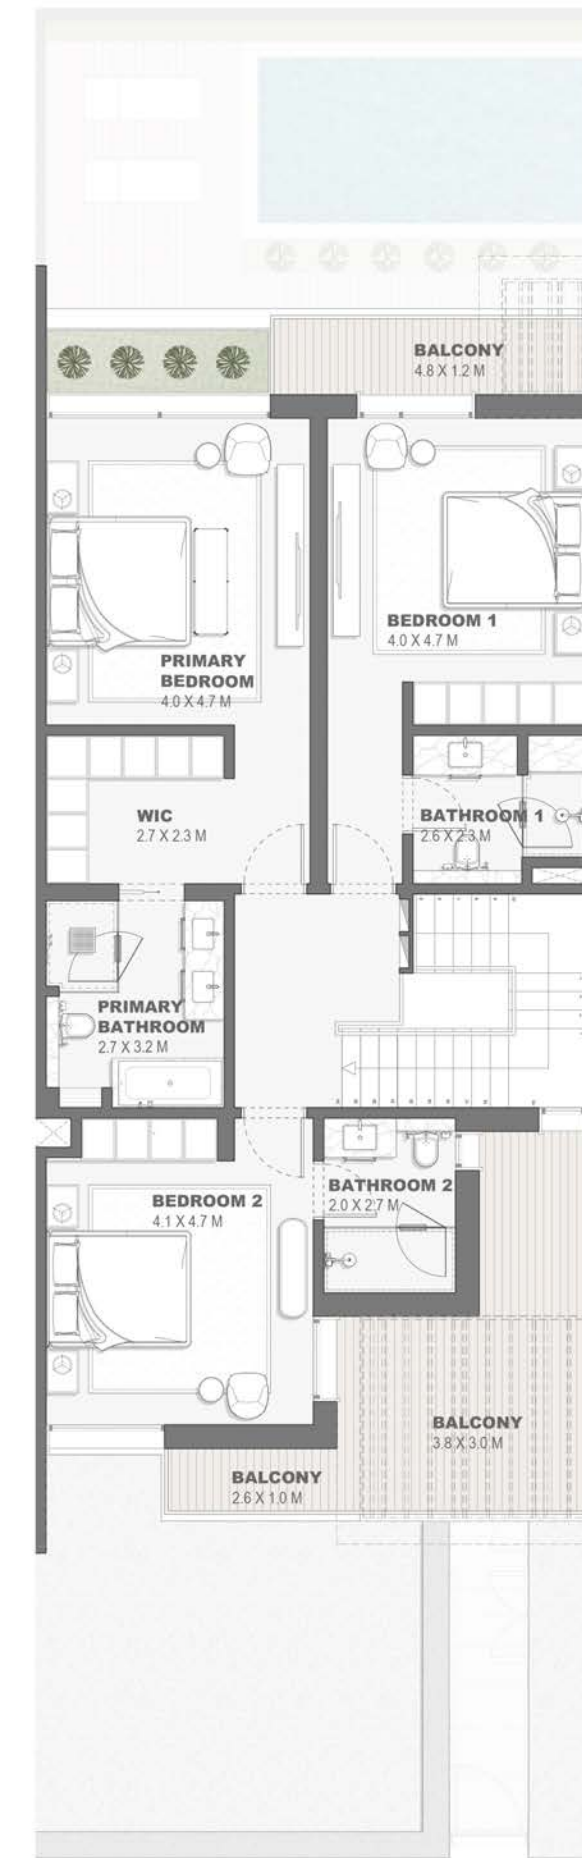 BALCONY
4.8 X 1.2 M
BEDROOM 1
4.0 X 4.7 M
PRIMARY
BEDROOM
4.0 X 4.7 M
WIC
2.7 X 2.3 M
BATHROOM 1
2.6 X 2.3 M
PRIMARY
BATHROOM
2.7 X 3.2 M
BATHROOM 2
2.0 X 2.7 M
BEDROOM 2
4.1 X 4.7 M
BALCONY
3.8 X 3.0 M
BALCONY
2.6 X 1.0 M